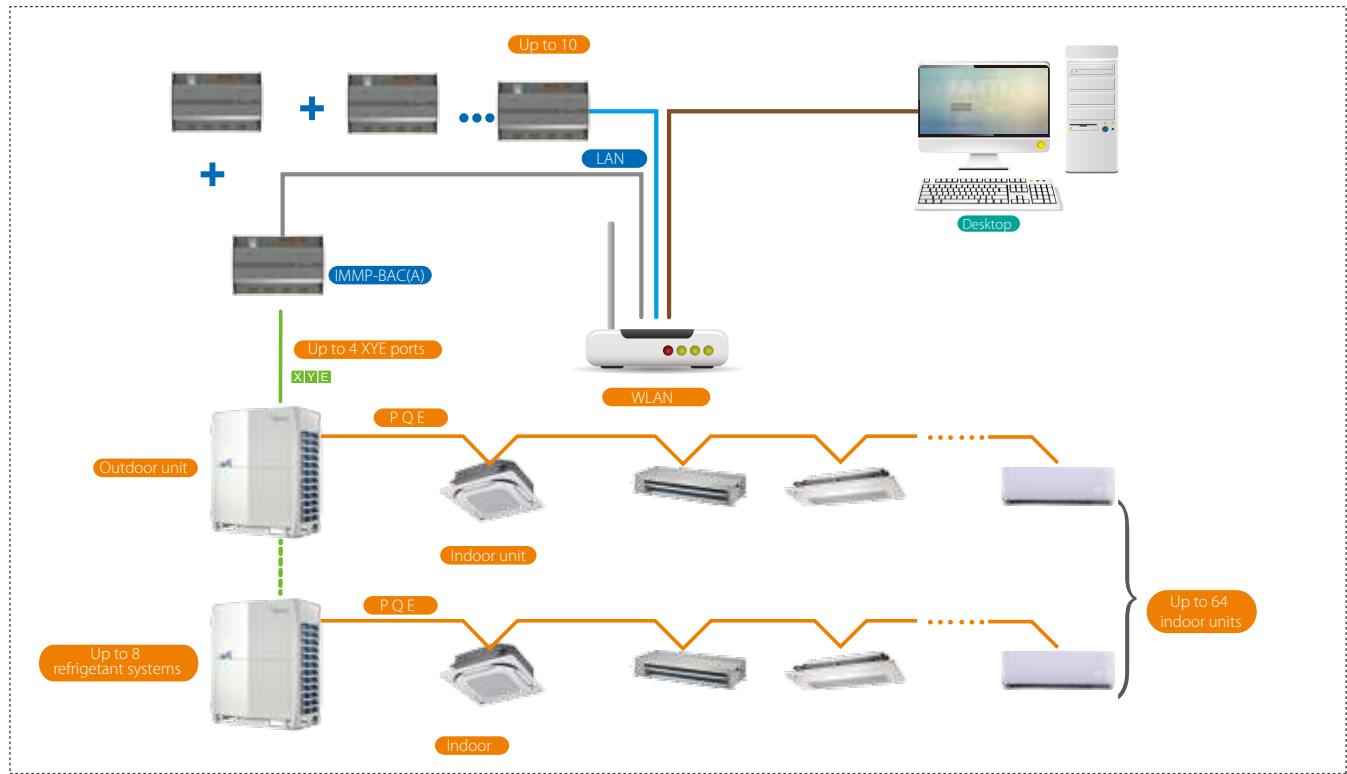 Up to 10
LAN
Desktop
IMMP-BAC(A)
Up to 4 XYE ports
X Y E
WLAN
P Q E
Outdoor unit
Indoor unit
P Q E
Up to 64
indoor units
Up to 8
refrigetant systems
Indoor